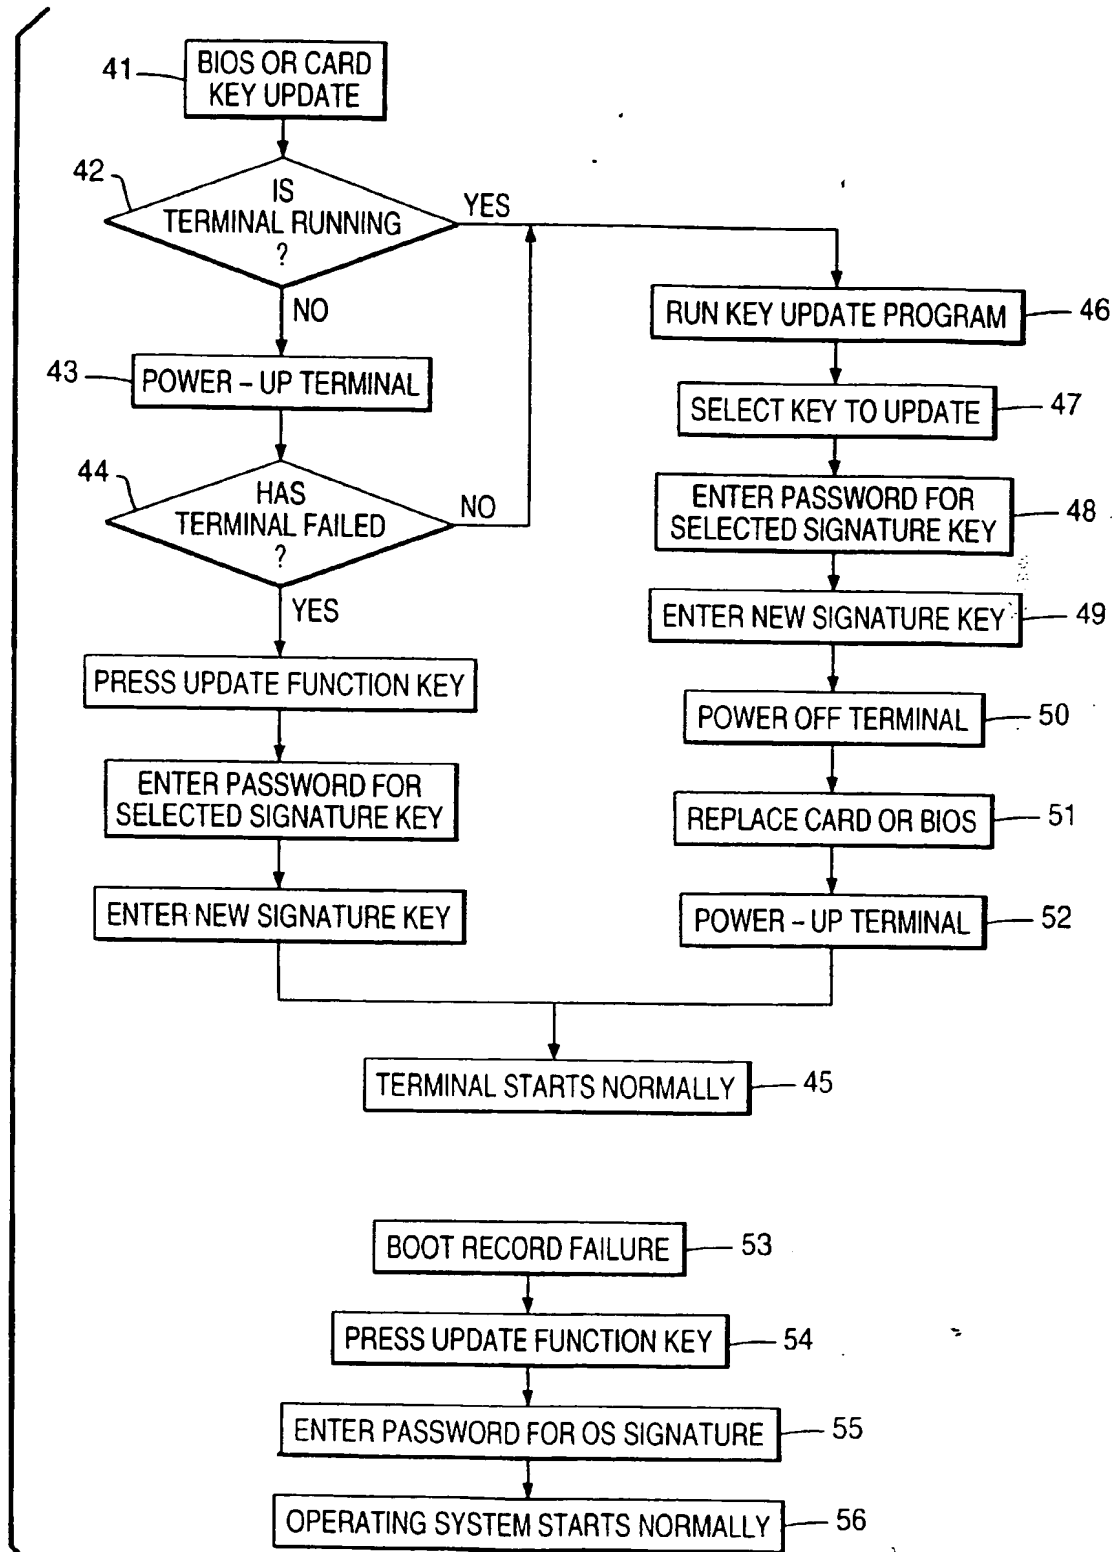 41
BIOS OR CARD
KEY UPDATE
42
IS
TERMINAL RUNNING
?
YES
NO
43
POWER – UP TERMINAL
44
HAS
TERMINAL FAILED
?
NO
YES
PRESS UPDATE FUNCTION KEY
ENTER PASSWORD FOR
SELECTED SIGNATURE KEY
ENTER NEW SIGNATURE KEY
RUN KEY UPDATE PROGRAM
46
SELECT KEY TO UPDATE
47
ENTER PASSWORD FOR
SELECTED SIGNATURE KEY
48
ENTER NEW SIGNATURE KEY
49
POWER OFF TERMINAL
50
REPLACE CARD OR BIOS
51
POWER – UP TERMINAL
52
TERMINAL STARTS NORMALLY
45
BOOT RECORD FAILURE
53
PRESS UPDATE FUNCTION KEY
54
ENTER PASSWORD FOR OS SIGNATURE
55
OPERATING SYSTEM STARTS NORMALLY
56